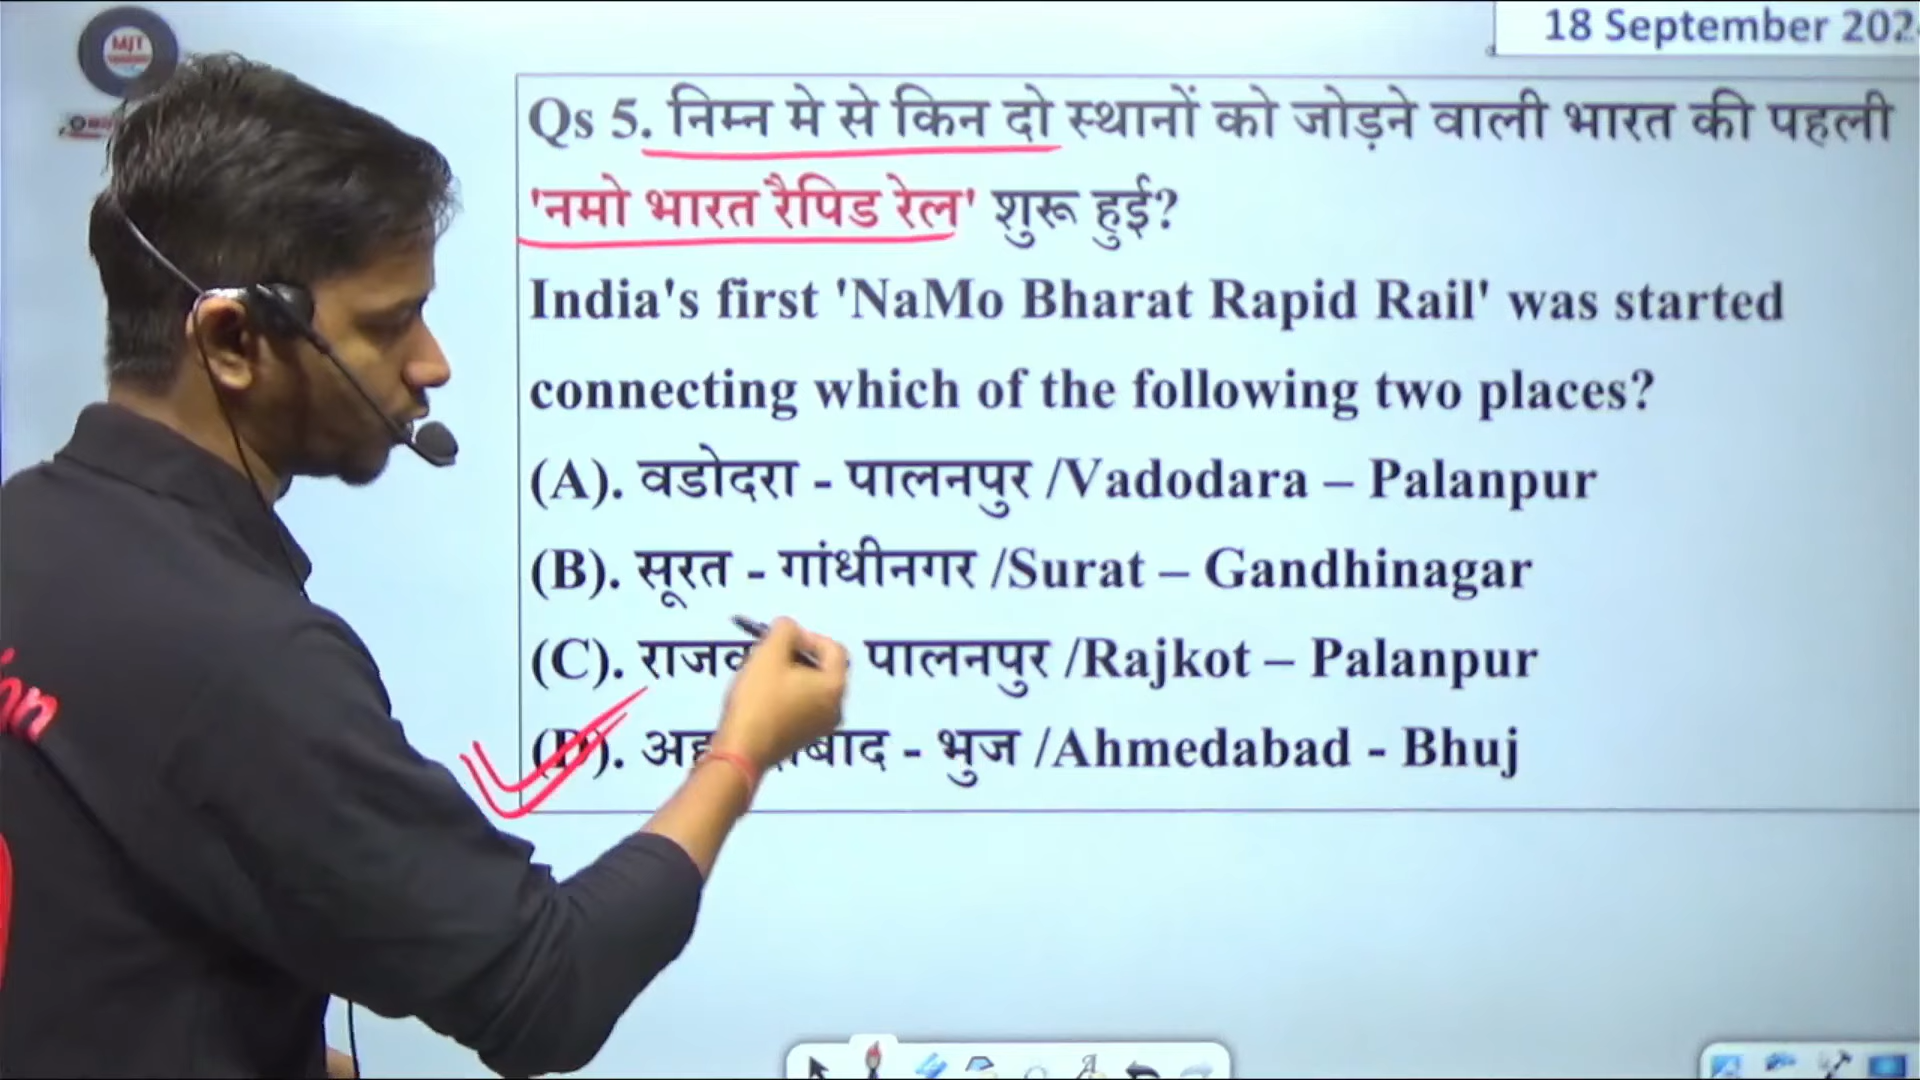 MJT
18 September 202
Qs 5. निम्न मे से किन दो स्थानों को जोड़ने वाली भारत की पहली
'नमो भारत रैपिड रेल' शुरू हुई?
India's first 'NaMo Bharat Rapid Rail' was started
connecting which of the following two places?
(A). वडोदरा - पालनपुर /Vadodara – Palanpur
(B). सूरत - गांधीनगर /Surat – Gandhinagar
(C). पालनपुर /Rajkot – Palanpur
(D). - भुज /Ahmedabad - Bhuj